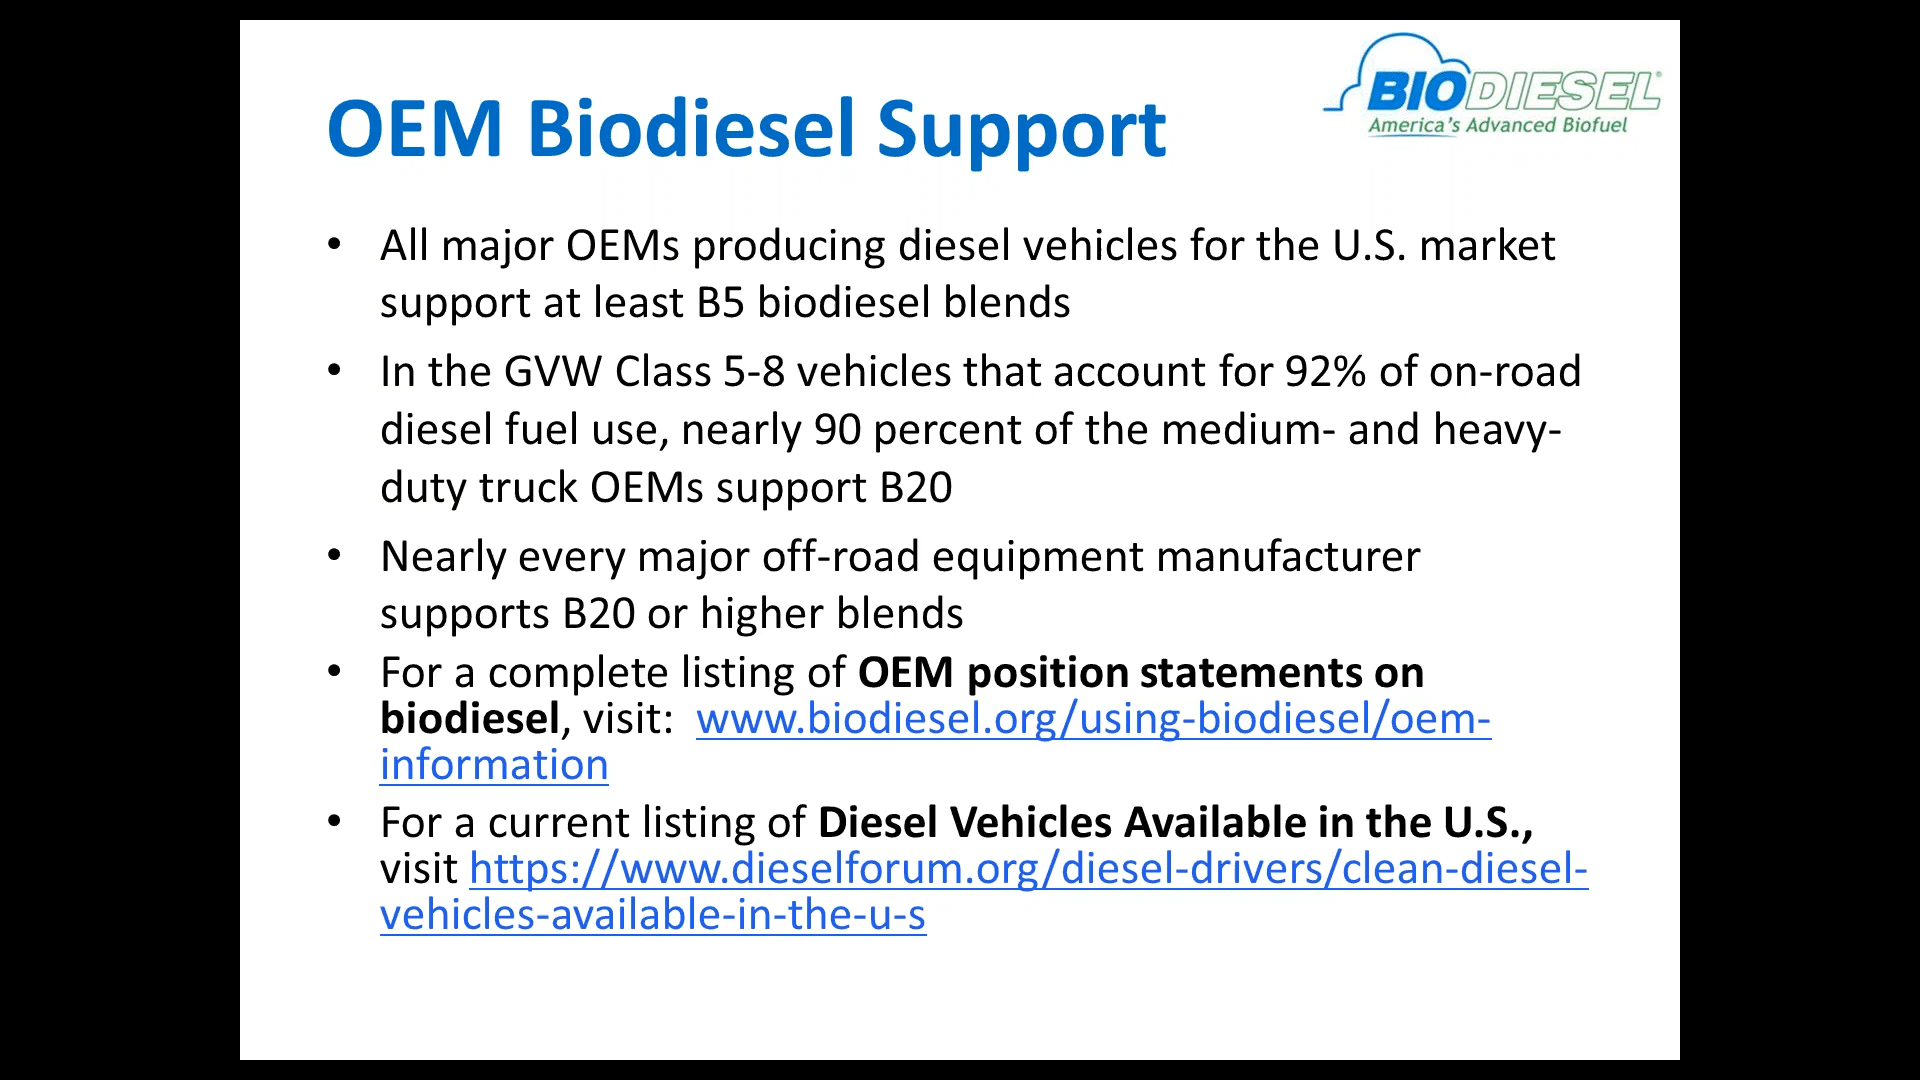 BIODIESEL®
America's Advanced Biofuel
OEM Biodiesel Support
• All major OEMs producing diesel vehicles for the U.S. market
support at least B5 biodiesel blends
• In the GVW Class 5-8 vehicles that account for 92% of on-road
diesel fuel use, nearly 90 percent of the medium- and heavy-
duty truck OEMs support B20
• Nearly every major off-road equipment manufacturer
supports B20 or higher blends
• For a complete listing of OEM position statements on
biodiesel, visit:  www.biodiesel.org/using-biodiesel/oem-
information
• For a current listing of Diesel Vehicles Available in the U.S.,
visit https://www.dieselforum.org/diesel-drivers/clean-diesel-
vehicles-available-in-the-u-s